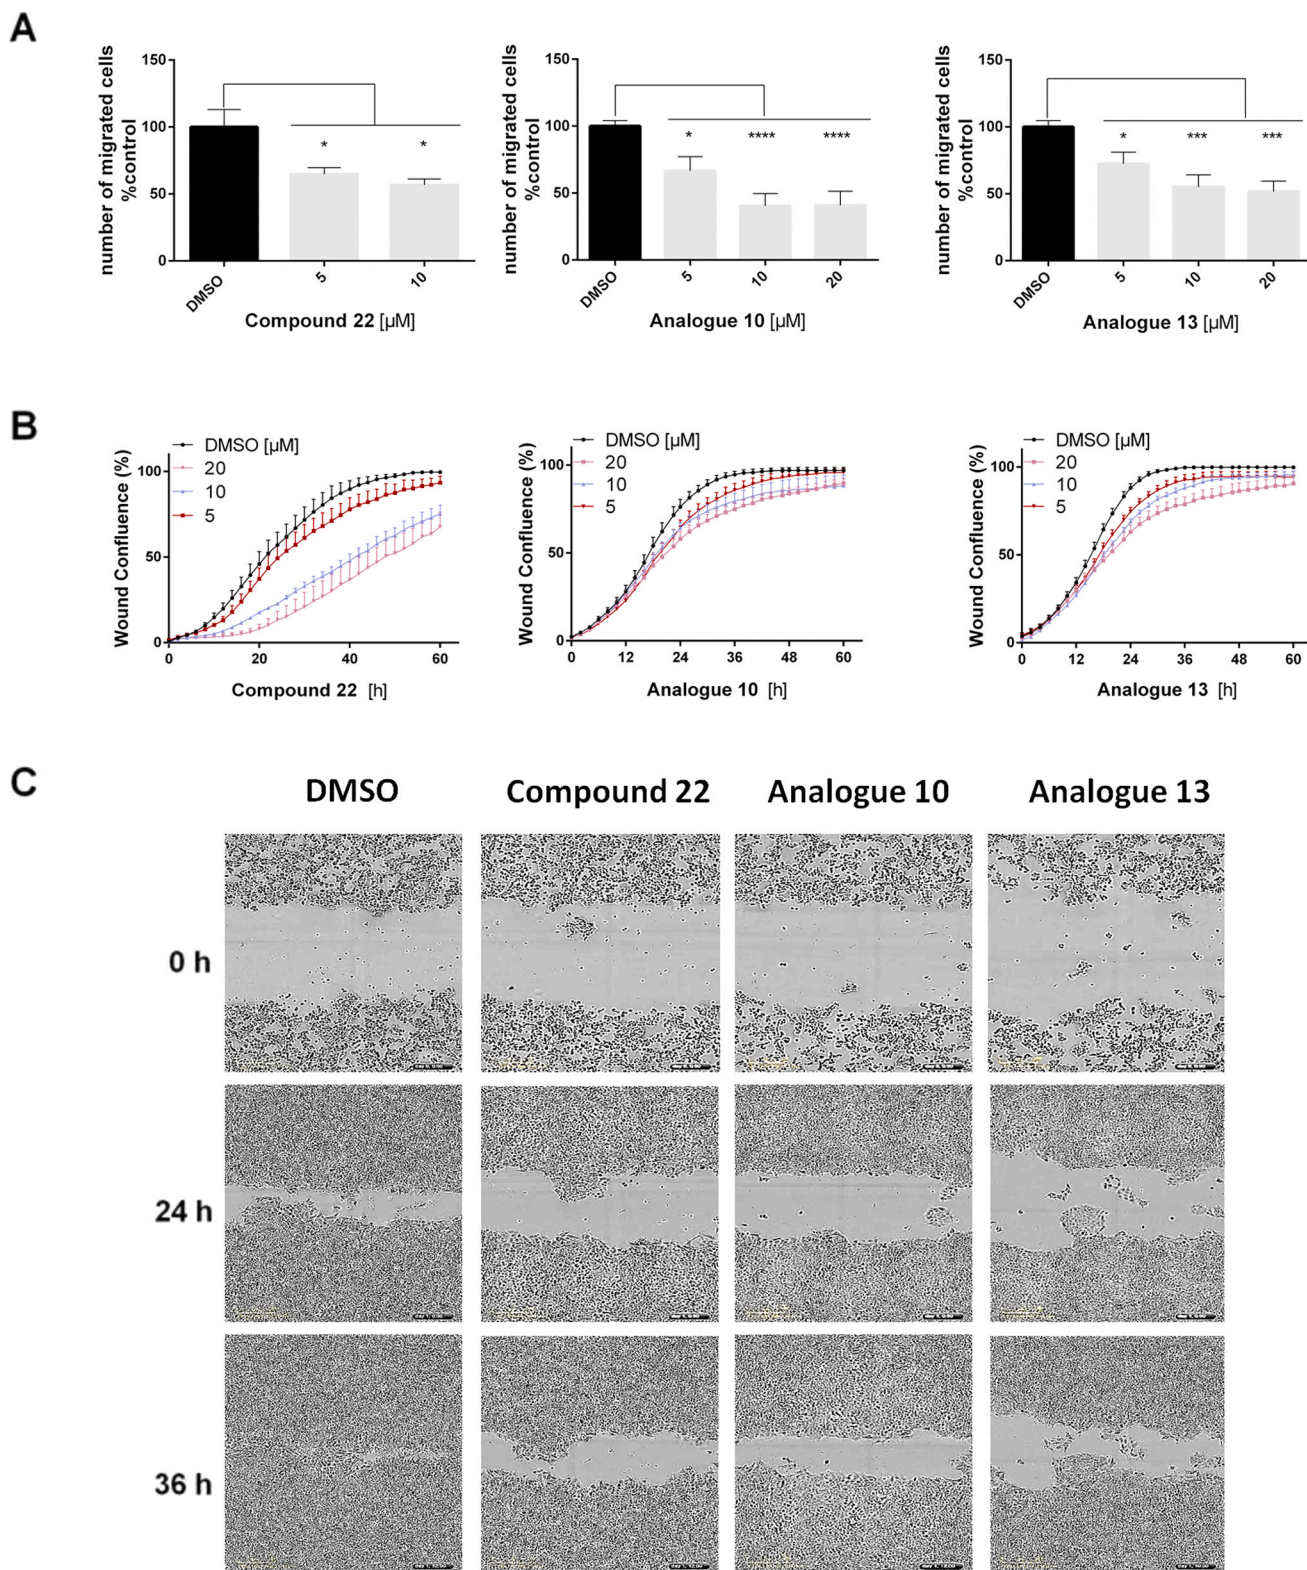 A
number of migrated cells
%control
150
100
50
0
*
*
DMSO
5
10
Compound 22 [µM]
number of migrated cells
%control
150
100
50
0
*
****
****
DMSO
5
10
20
Analogue 10 [µM]
number of migrated cells
%control
150
100
50
0
*
***
***
DMSO
5
10
20
Analogue 13 [µM]
B
Wound Confluence (%)
100
50
0
DMSO [µM]
20
10
5
0
20
40
60
Compound 22 [h]
Wound Confluence (%)
100
50
0
DMSO [µM]
20
10
5
0
12
24
36
48
60
Analogue 10 [h]
Wound Confluence (%)
100
50
0
DMSO [µM]
20
10
5
0
12
24
36
48
60
Analogue 13 [h]
C
DMSO
Compound 22
Analogue 10
Analogue 13
0 h
24 h
36 h